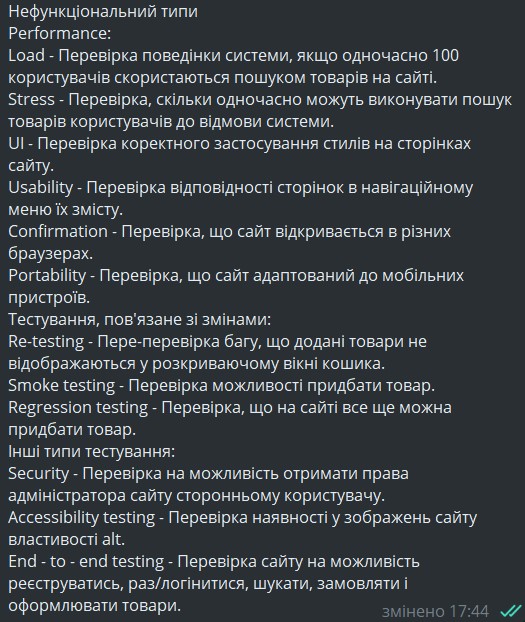 Нефункціональний типи
Performance:
Load - Перевірка поведінки системи, якщо одночасно 100
користувачів скористаються пошуком товарів на сайті.
Stress - Перевірка, скільки одночасно можуть виконувати пошук
товарів користувачів до відмови системи.
UI - Перевірка коректного застосування стилів на сторінках
сайту.
Usability - Перевірка відповідності сторінок в навігаційному
меню їх змісту.
Confirmation - Перевірка, що сайт відкривається в різних
браузерах.
Portability - Перевірка, що сайт адаптований до мобільних
пристроїв.
Тестування, пов'язане зі змінами:
Re-testing - Пере-перевірка багу, що додані товари не
відображаються у розкриваючому вікні кошика.
Smoke testing - Перевірка можливості придбати товар.
Regression testing - Перевірка, що на сайті все ще можна
придбати товар.
Інші типи тестування:
Security - Перевірка на можливість отримати права
адміністратора сайту сторонньому користувачу.
Accessibility testing - Перевірка наявності у зображень сайту
властивості alt.
End - to - end testing - Перевірка сайту на можливість
реєструватись, раз/логінитися, шукати, замовляти і
оформлювати товари.
змінено 17:44